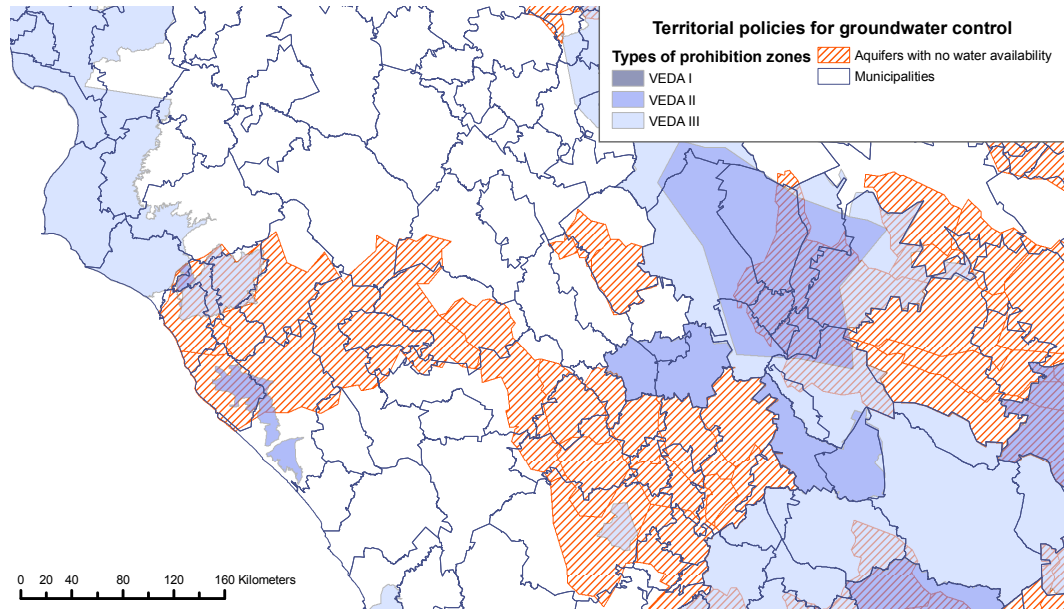 Territorial policies for groundwater control
Types of prohibition zones
VEDA I
VEDA II
VEDA III
Aquifers with no water availability
Municipalities
0 20 40 80 120 160 Kilometers